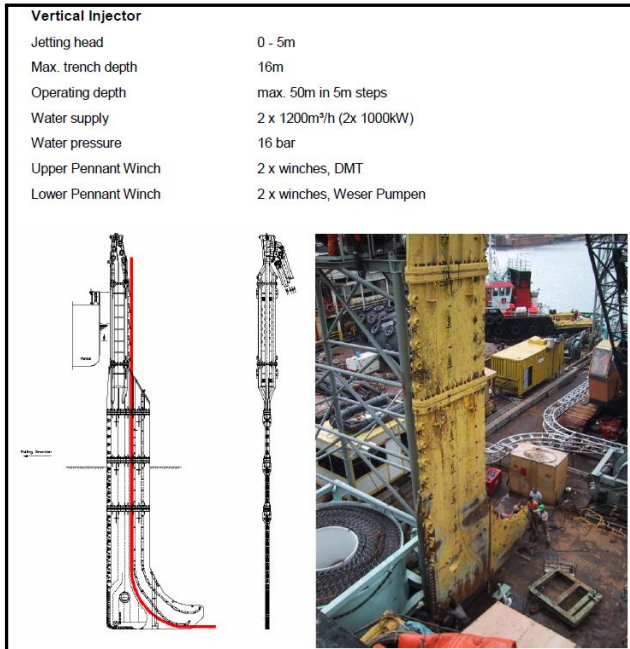 Vertical Injector
Jetting head 0 - 5m
Max. trench depth 16m
Operating depth max. 50m in 5m steps
Water supply 2 x 1200m³/h (2x 1000kW)
Water pressure 16 bar
Upper Pennant Winch 2 x winches, DMT
Lower Pennant Winch 2 x winches, Weser Pumpen